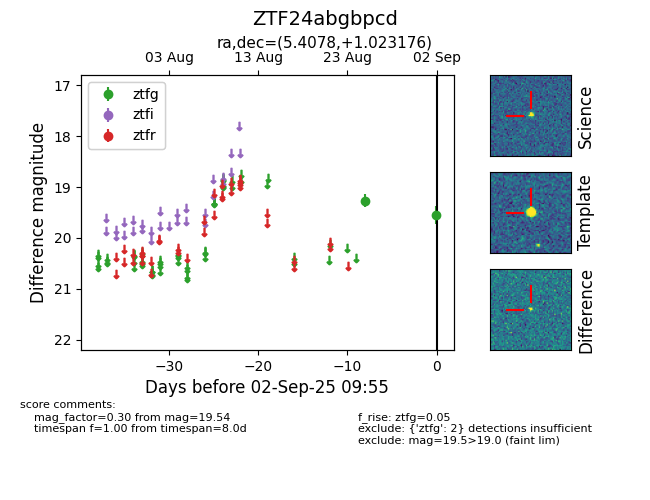 ZTF24abgbpcd
ra,dec=(5.4078,+1.023176)
03 Aug 13 Aug 23 Aug 02 Sep
17
18
19
20
21
22
Difference magnitude
ztfg
ztfi
ztfr
−30 −20 −10 0
Days before 02-Sep-25 09:55
Science
Template
Difference
score comments:
mag_factor=0.30 from mag=19.54
timespan f=1.00 from timespan=8.0d
f_rise: ztfg=0.05
exclude: {'ztfg': 2} detections insufficient
exclude: mag=19.5>19.0 (faint lim)